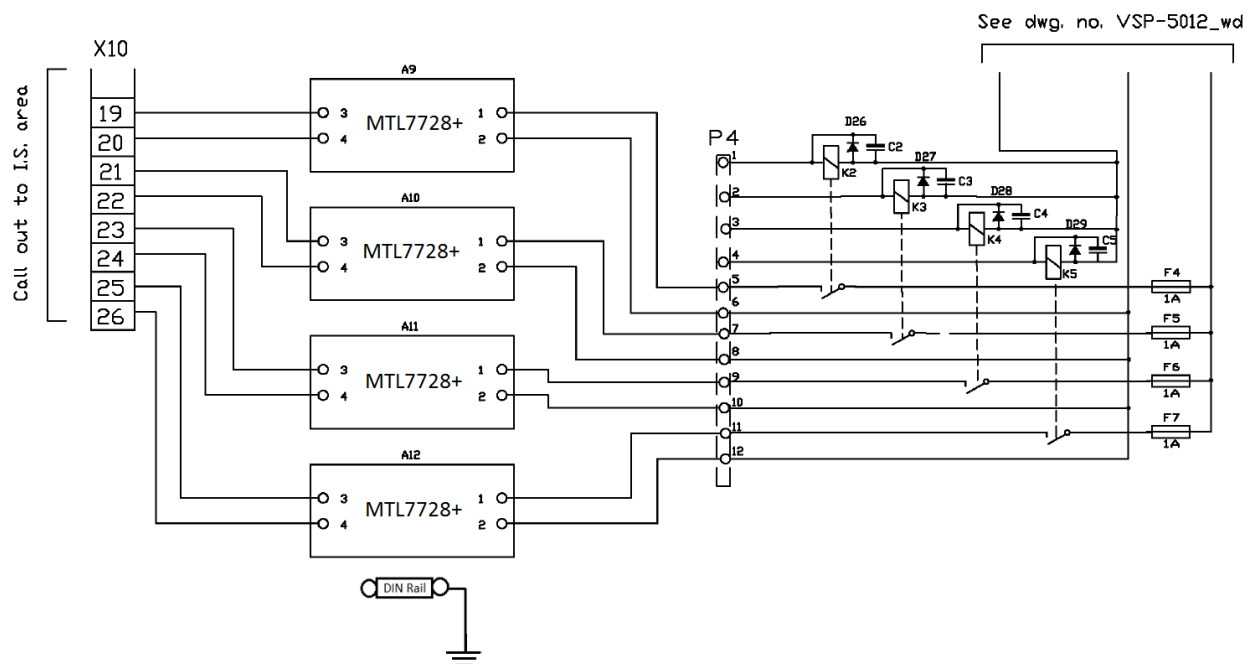 See dwg. no. VSP-5012_wd
X10
Call out to I.S. area
19
20
21
22
23
24
25
26
A9
3 MTL7728+ 1
4 2
A10
3 MTL7728+ 1
4 2
A11
3 MTL7728+ 1
4 2
A12
3 MTL7728+ 1
4 2
DIN Rail
P4
1
2
3
4
5
6
7
8
9
10
11
12
D26
C2
K2
D27
C3
K3
D28
C4
K4
D29
C5
K5
F4
1A
F5
1A
F6
1A
F7
1A